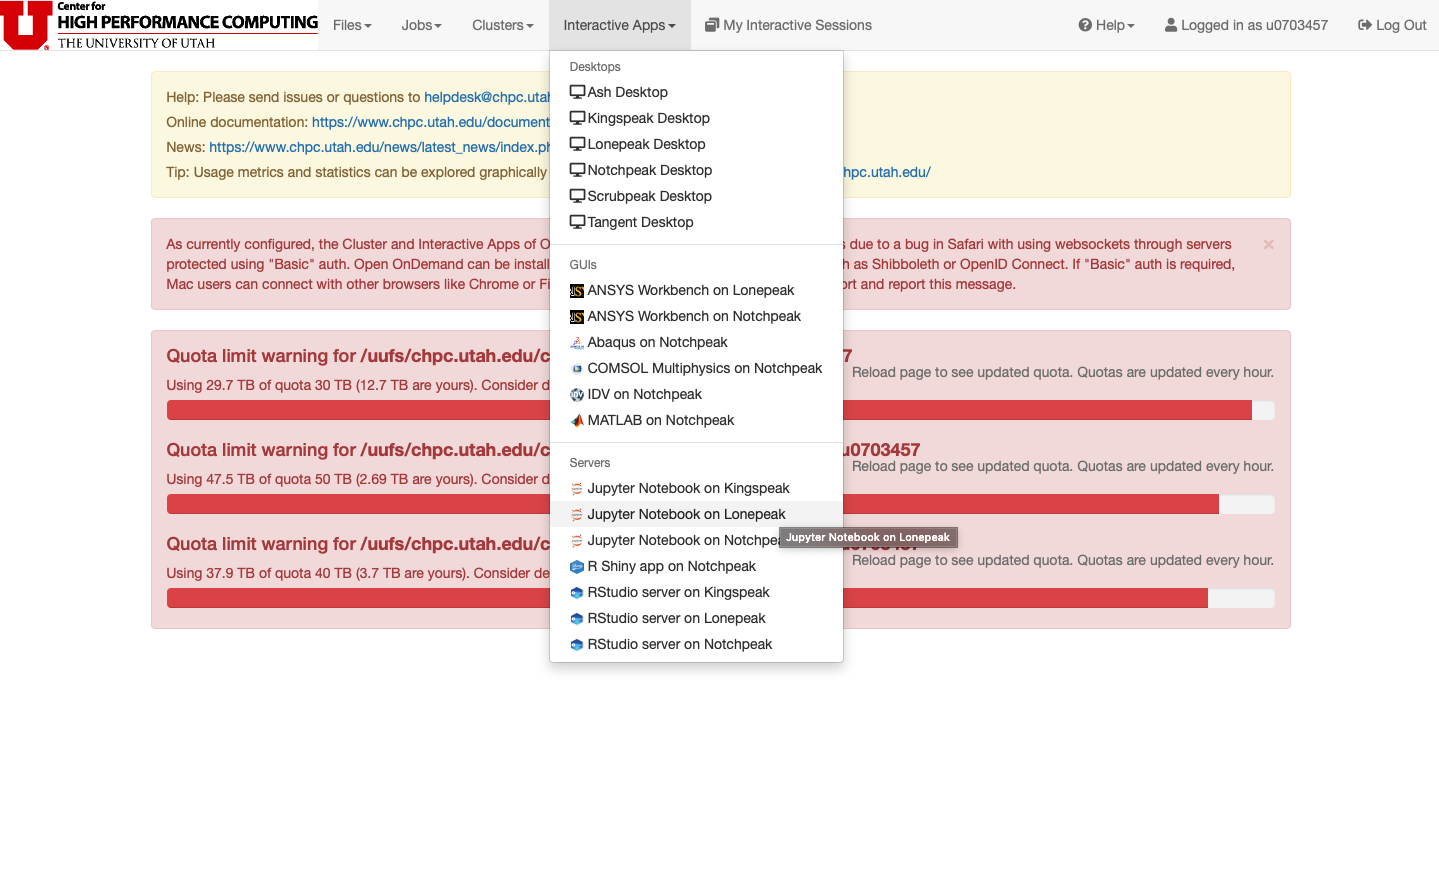 Center for
HIGH PERFORMANCE COMPUTING
THE UNIVERSITY OF UTAH
Files
Jobs
Clusters
Interactive Apps
My Interactive Sessions
Help
Logged in as u0703457
Log Out
Desktops
Ash Desktop
Kingspeak Desktop
Lonepeak Desktop
Notchpeak Desktop
Scrubpeak Desktop
Tangent Desktop
GUIs
ANSYS Workbench on Lonepeak
ANSYS Workbench on Notchpeak
Abaqus on Notchpeak
COMSOL Multiphysics on Notchpeak
IDV on Notchpeak
MATLAB on Notchpeak
Servers
Jupyter Notebook on Kingspeak
Jupyter Notebook on Lonepeak
Jupyter Notebook on Notchpea
Jupyter Notebook on Lonepeak
R Shiny app on Notchpeak
RStudio server on Kingspeak
RStudio server on Lonepeak
RStudio server on Notchpeak
Help: Please send issues or questions to helpdesk@chpc.utah
Online documentation: https://www.chpc.utah.edu/document
News: https://www.chpc.utah.edu/news/latest_news/index.ph
Tip: Usage metrics and statistics can be explored graphically hpc.utah.edu/
As currently configured, the Cluster and Interactive Apps of O s due to a bug in Safari with using websockets through servers ×
protected using "Basic" auth. Open OnDemand can be install h as Shibboleth or OpenID Connect. If "Basic" auth is required,
Mac users can connect with other browsers like Chrome or Fi ort and report this message.
Quota limit warning for /uufs/chpc.utah.edu/c 7
Reload page to see updated quota. Quotas are updated every hour.
Using 29.7 TB of quota 30 TB (12.7 TB are yours). Consider d
Quota limit warning for /uufs/chpc.utah.edu/c u0703457
Reload page to see updated quota. Quotas are updated every hour.
Using 47.5 TB of quota 50 TB (2.69 TB are yours). Consider d
Quota limit warning for /uufs/chpc.utah.edu/c
Reload page to see updated quota. Quotas are updated every hour.
Using 37.9 TB of quota 40 TB (3.7 TB are yours). Consider de